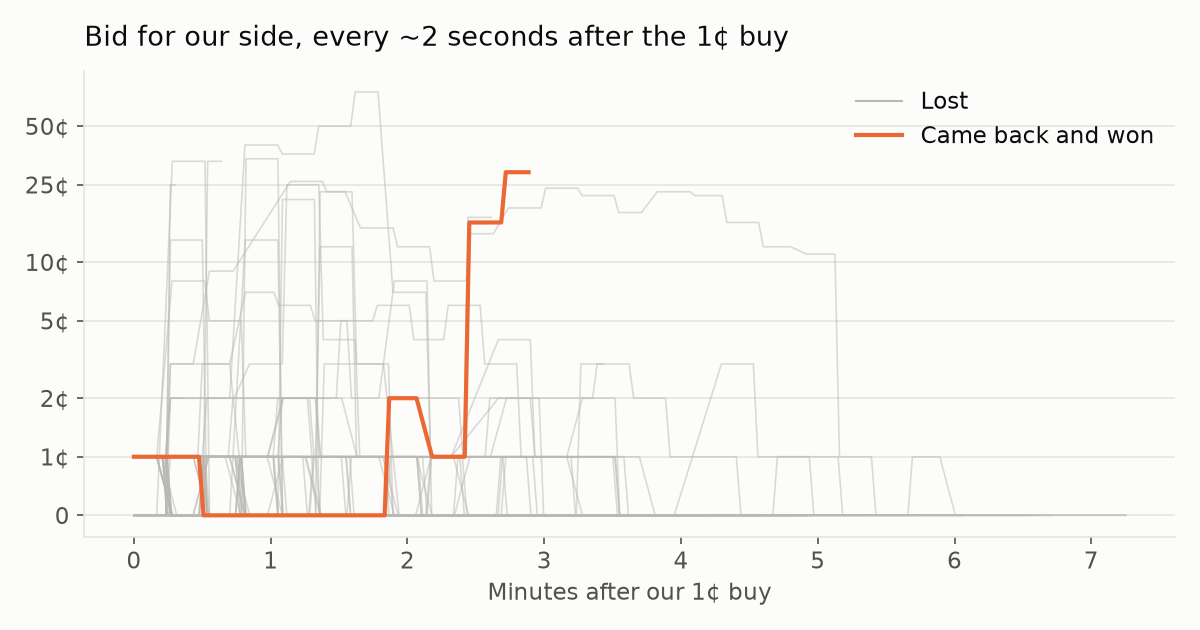 Bid for our side, every ~2 seconds after the 1¢ buy
Lost
Came back and won
50¢
25¢
10¢
5¢
2¢
1¢
0
0 1 2 3 4 5 6 7
Minutes after our 1¢ buy